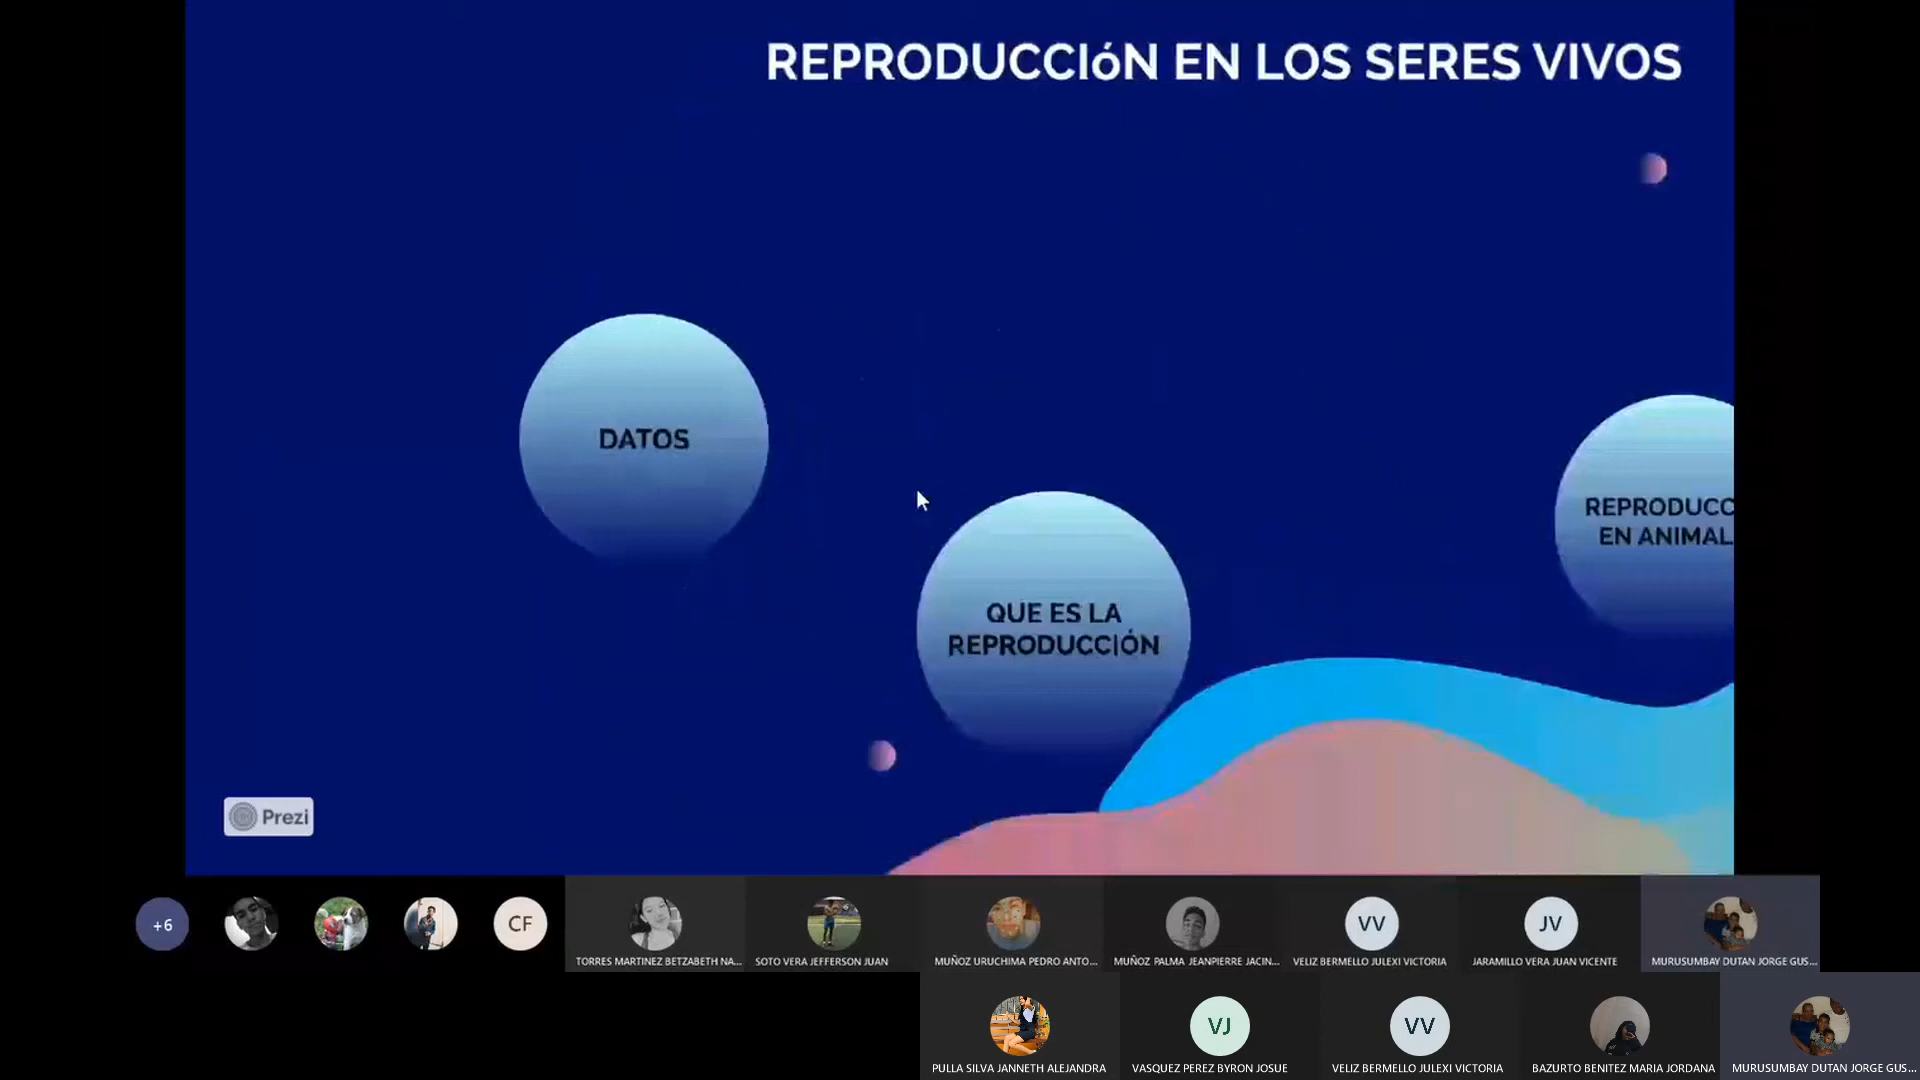 REPRODUCCIóN EN LOS SERES VIVOS
DATOS
QUE ES LA
REPRODUCCIÓN
REPRODUCC
EN ANIMAL
Prezi
+6
CF
VV
JV
TORRES MARTINEZ BETZABETH NA...
SOTO VERA JEFFERSON JUAN
MUÑOZ URUCHIMA PEDRO ANTO...
MUÑOZ PALMA JEANPIERRE JACIN...
VELIZ BERMELLO JULEXI VICTORIA
JARAMILLO VERA JUAN VICENTE
MURUSUMBAY DUTAN JORGE GUS...
VJ
VV
PULLA SILVA JANNETH ALEJANDRA
VASQUEZ PEREZ BYRON JOSUE
VELIZ BERMELLO JULEXI VICTORIA
BAZURTO BENITEZ MARIA JORDANA
MURUSUMBAY DUTAN JORGE GUS...